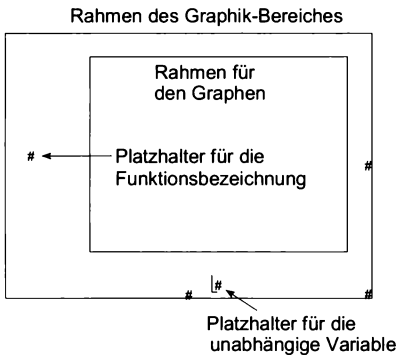 Rahmen des Graphik-Bereiches
Rahmen für
den Graphen
# Platzhalter für die
Funktionsbezeichnung
#
#
#
#
Platzhalter für die
unabhängige Variable